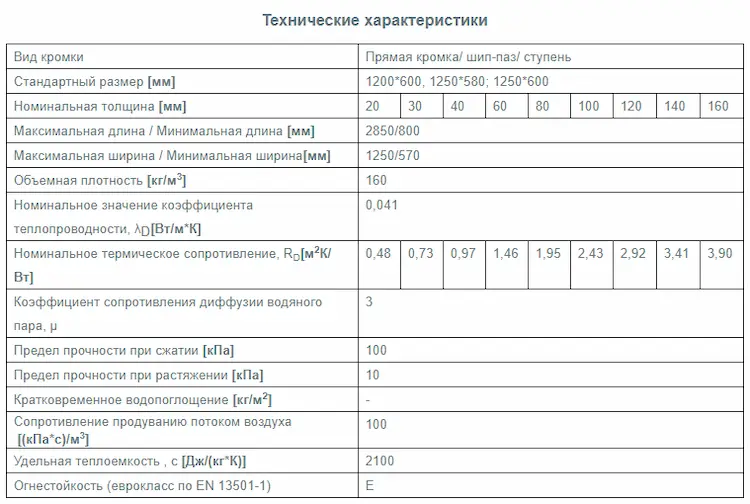 Технические характеристики
Вид кромки Прямая кромка/ шип-паз/ ступень
Стандартный размер [мм] 1200*600, 1250*580; 1250*600
Номинальная толщина [мм] 20 30 40 60 80 100 120 140 160
Максимальная длина / Минимальная длина [мм] 2850/800
Максимальная ширина / Минимальная ширина[мм] 1250/570
Объемная плотность [кг/м³] 160
Номинальное значение коэффициента 0,041
теплопроводности, λD[Вт/м*К]
Номинальное термическое сопротивление, RD[м²К/ 0,48 0,73 0,97 1,46 1,95 2,43 2,92 3,41 3,90
Вт]
Коэффициент сопротивления диффузии водяного 3
пара, μ
Предел прочности при сжатии [кПа] 100
Предел прочности при растяжении [кПа] 10
Кратковременное водопоглощение [кг/м²] -
Сопротивление продуванию потоком воздуха 100
[(кПа*с)/м³]
Удельная теплоемкость , с [Дж/(кг*К)] 2100
Огнестойкость (еврокласс по EN 13501-1) E